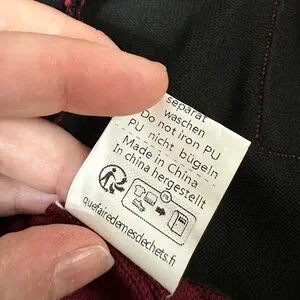 separat
waschen
Do not iron PU
PU nicht bügeln
Made in China
In china hergestellt
quefairedemesdechets.fr